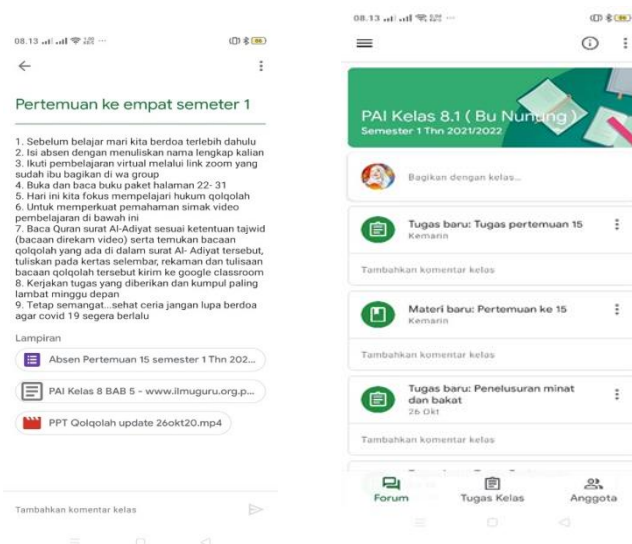 08.13
Pertemuan ke empat semeter 1
1. Sebelum belajar mari kita berdoa terlebih dahulu
2. Isi absen dengan menuliskan nama lengkap kalian
3. Ikuti pembelajaran virtual melalui link zoom yang
sudah ibu bagikan di wa group
4. Buka dan baca buku paket halaman 22- 31
5. Hari ini kita fokus mempelajari hukum qolqolah
6. Untuk memperkuat pemahaman simak video
pembelajaran di bawah ini
7. Baca Quran surat Al-Adiyat sesuai ketentuan tajwid
(bacaan direkam video) serta temukan bacaan
qolqolah yang ada di dalam surat Al- Adiyat tersebut,
tuliskan pada kertas selembar, rekaman dan tulisaan
bacaan qolqolah tersebut kirim ke google classroom
8. Kerjakan tugas yang diberikan dan kumpul paling
lambat minggu depan
9. Tetap semangat...sehat ceria jangan lupa berdoa
agar covid 19 segera berlalu
Lampiran
Absen Pertemuan 15 semester 1 Thn 202...
PAI Kelas 8 BAB 5 - www.ilmuguru.org.p...
PPT Qolqolah update 26okt20.mp4
Tambahkan komentar kelas
08.13
PAI Kelas 8.1 ( Bu Nunung )
Semester 1 Thn 2021/2022
Bagikan dengan kelas...
Tugas baru: Tugas pertemuan 15
Kemarin
Tambahkan komentar kelas
Materi baru: Pertemuan ke 15
Kemarin
Tambahkan komentar kelas
Tugas baru: Penelusuran minat
dan bakat
26 Okt
Tambahkan komentar kelas
Forum
Tugas Kelas
Anggota